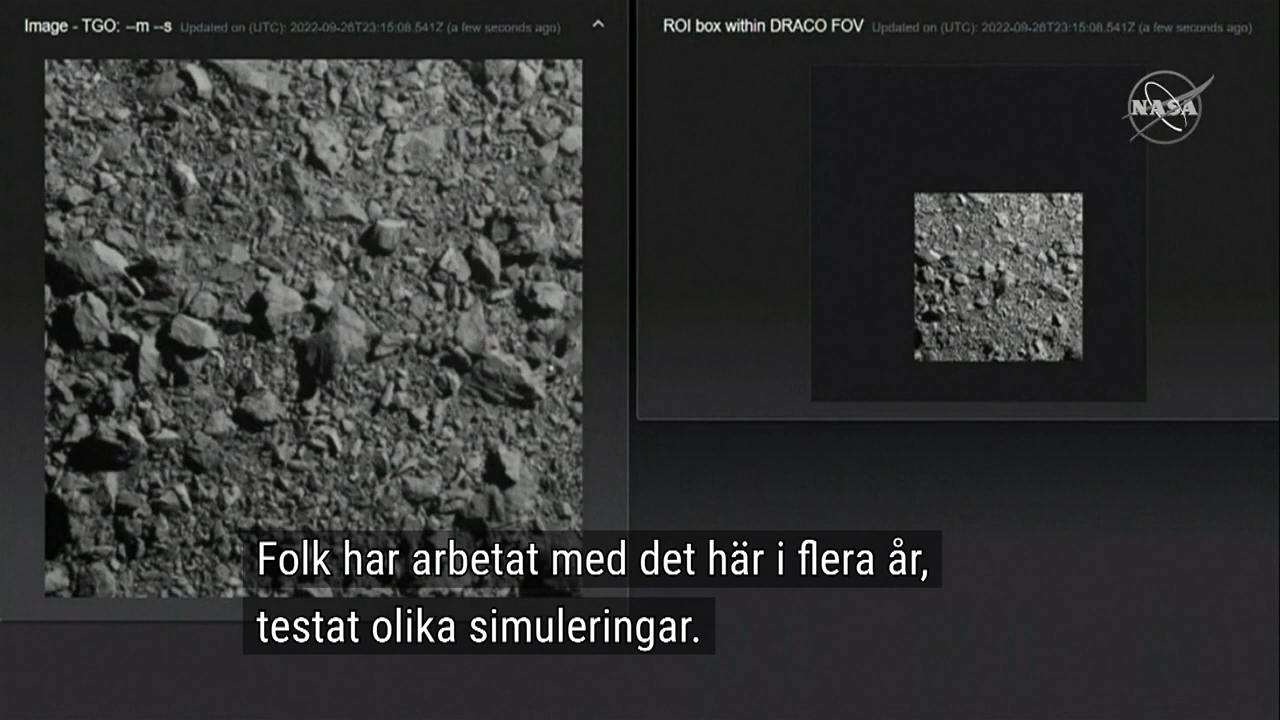 Image - TGO: --m --s Updated on (UTC): 2022-09-26T23:15:08.541Z (a few seconds ago)
ROI box within DRACO FOV Updated on (UTC): 2022-09-26T23:15:08.541Z (a few seconds ago)
NASA
Folk har arbetat med det här i flera år,
testat olika simuleringar.